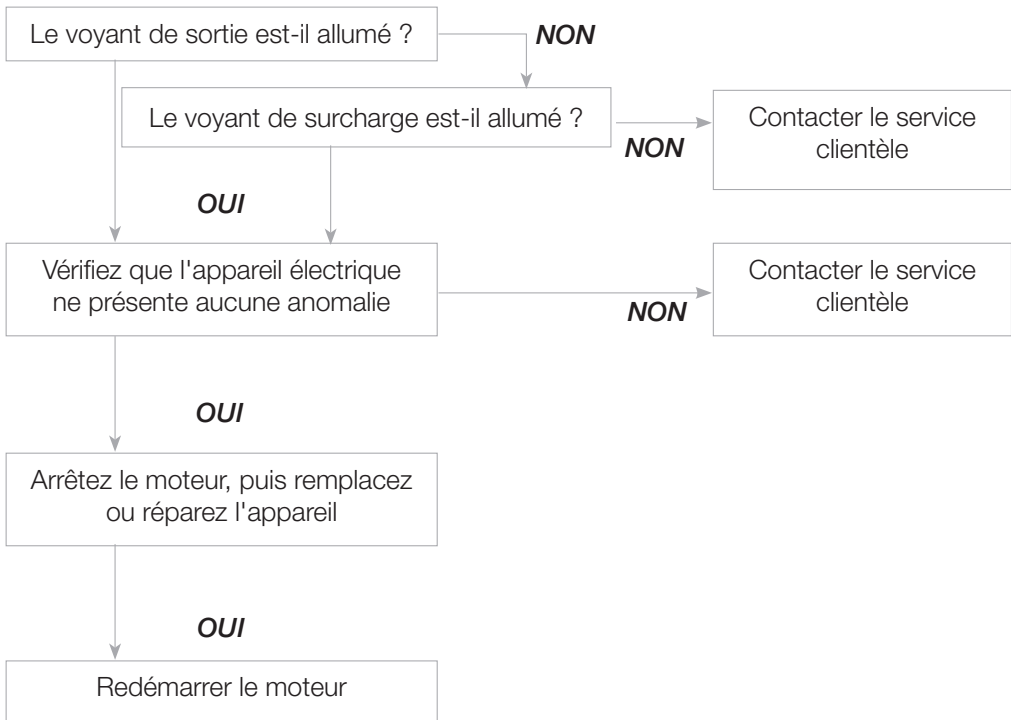 Le voyant de sortie est-il allumé ?
NON
Le voyant de surcharge est-il allumé ?
NON
Contacter le service
clientèle
OUI
Vérifiez que l'appareil électrique
ne présente aucune anomalie
NON
Contacter le service
clientèle
OUI
Arrêtez le moteur, puis remplacez
ou réparez l'appareil
OUI
Redémarrer le moteur